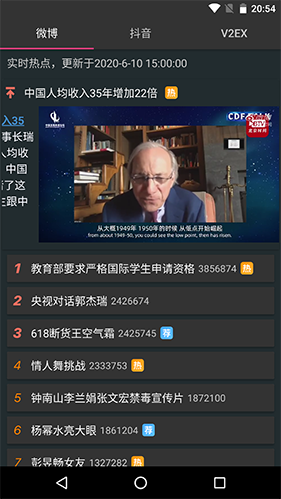 20:54
微博 抖音 V2EX
实时热点，更新于2020-6-10 15:00:00
中国人均收入35年增加22倍 热
入35
事长瑞
人均收
中国
了这
主跟中
从大概1949年 1950年的时候 从低点开始崛起
from about 1949-50, you could see the low point, then has risen.
1 教育部要求严格国际学生申请资格 3856874 热
2 央视对话郭杰瑞 2426674
3 618断货王空气霜 2425745 荐
4 情人舞挑战 2333753 热
5 钟南山李兰娟张文宏禁毒宣传片 1872100
6 杨幂水亮大眼 1861204 荐
7 彭昱畅女友 1327282 热